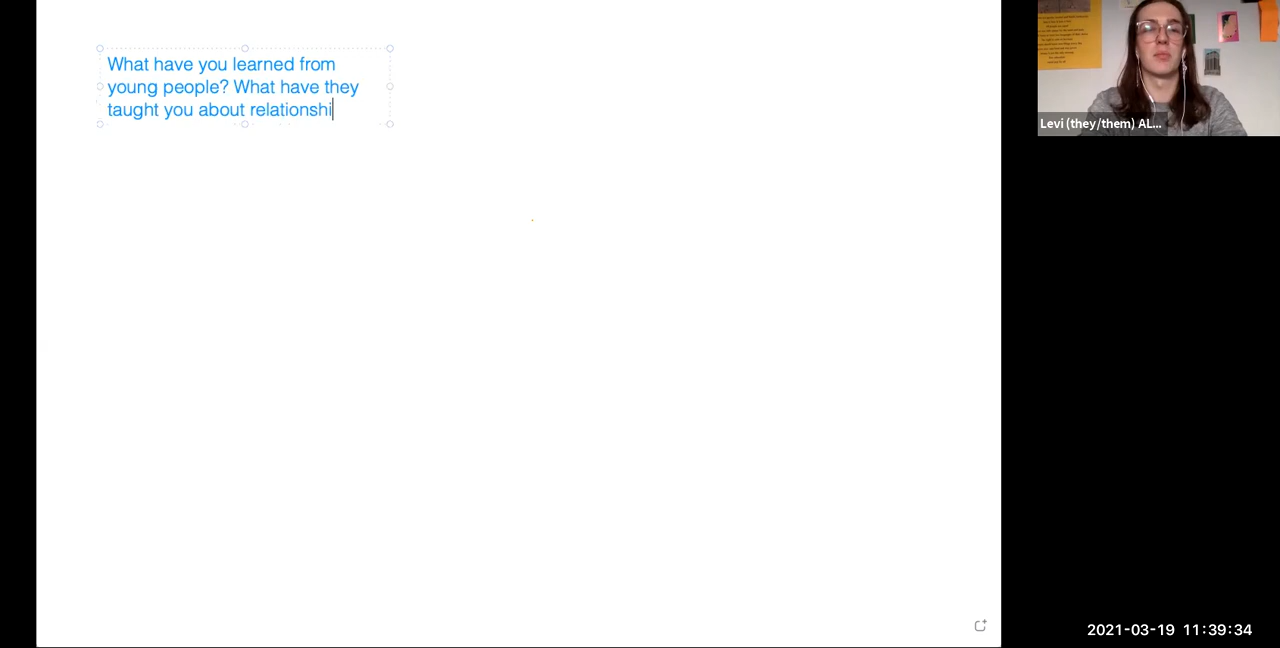 What have you learned from
young people? What have they
taught you about relationshi
Levi (they/them) AL...
2021-03-19 11:39:34